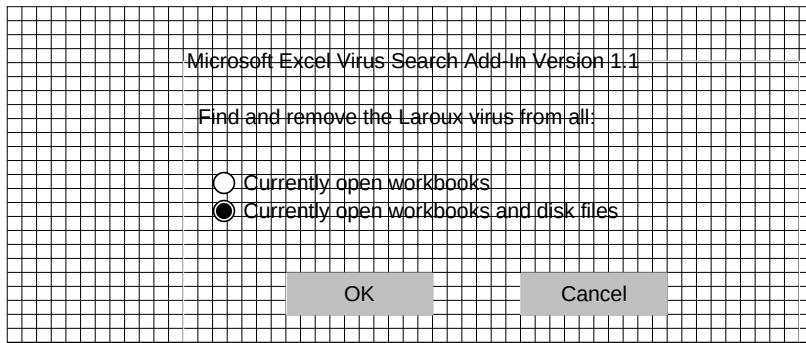 Microsoft Excel Virus Search Add-In Version 1.1
Find and remove the Laroux virus from all:
Currently open workbooks
Currently open workbooks and disk files
OK
Cancel